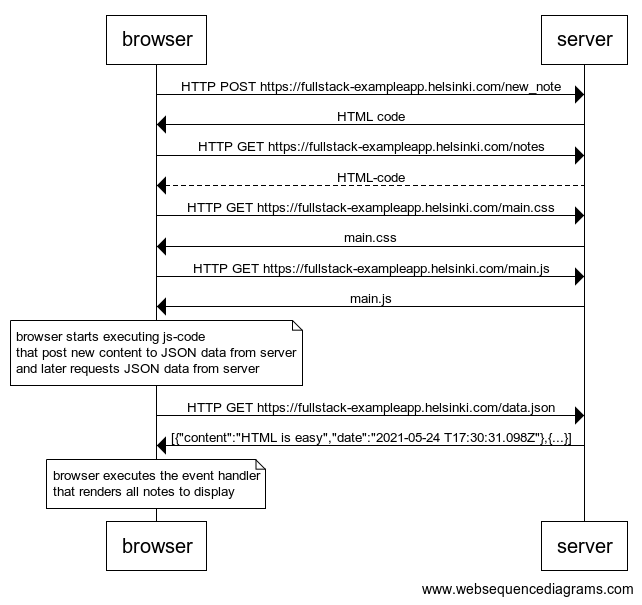 browser server
HTTP POST https://fullstack-exampleapp.helsinki.com/new_note
HTML code
HTTP GET https://fullstack-exampleapp.helsinki.com/notes
HTML-code
HTTP GET https://fullstack-exampleapp.helsinki.com/main.css
main.css
HTTP GET https://fullstack-exampleapp.helsinki.com/main.js
main.js
browser starts executing js-code
that post new content to JSON data from server
and later requests JSON data from server
HTTP GET https://fullstack-exampleapp.helsinki.com/data.json
[{"content":"HTML is easy","date":"2021-05-24 T17:30:31.098Z"},{...}]
browser executes the event handler
that renders all notes to display
browser server
www.websequencediagrams.com